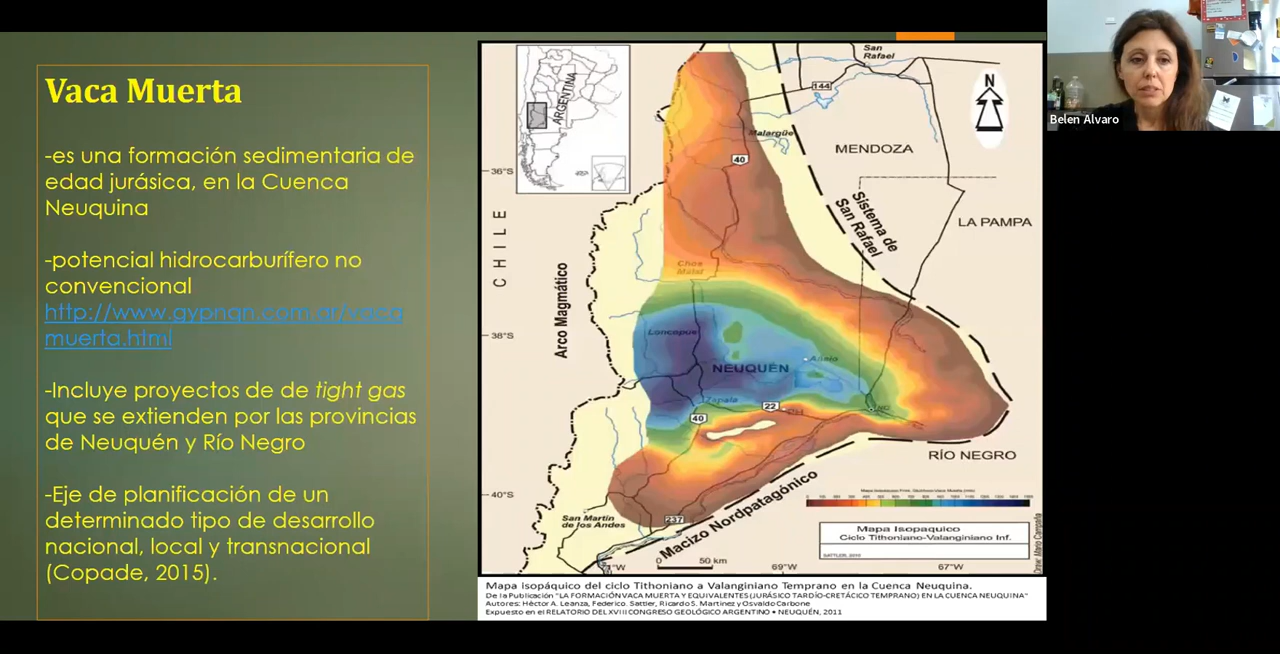 Vaca Muerta
-es una formación sedimentaria de
edad jurásica, en la Cuenca
Neuquina
-potencial hidrocarburífero no
convencional
http://www.gypnqn.com.ar/vaca
muerta.html
-Incluye proyectos de de tight gas
que se extienden por las provincias
de Neuquén y Río Negro
-Eje de planificación de un
determinado tipo de desarrollo
nacional, local y transnacional
(Copade, 2015).
ARGENTINA
San
Rafael
144
N
Malargüe
40
MENDOZA
36°S
Sistema de
San Rafael
LA PAMPA
CHILE
Chos
Malal
Arco Magmático
38°S
Loncopué
Añelo
NEUQUÉN
Zapala
22
40
RÍO NEGRO
Macizo Nordpatagónico
40°S
San Martín
de los Andes
237
0 50 km
69°W
67°W
Mapa Isopaquico
Ciclo Tithoniano-Valanginiano Inf.
SATTLER, 2010
Mapa isopáquico del ciclo Tithoniano a Valanginiano Temprano en la Cuenca Neuquina.
De la Publicación "LA FORMACIÓN VACA MUERTA Y EQUIVALENTES (JURÁSICO TARDÍO-CRETÁCICO TEMPRANO) EN LA CUENCA NEUQUINA"
Autores: Héctor A. Leanza, Federico. Sattler, Ricardo S. Martinez y Osvaldo Carbone
Expuesto en el RELATORIO DEL XVIII CONGRESO GEOLÓGICO ARGENTINO • NEUQUÉN, 2011
Belen Alvaro